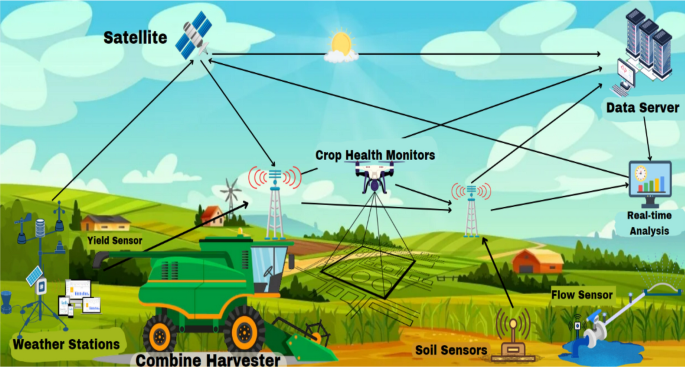 Satellite
Data Server
Crop Health Monitors
Real-time
Analysis
Yield Sensor
Flow Sensor
Weather Stations
Soil Sensors
Combine Harvester